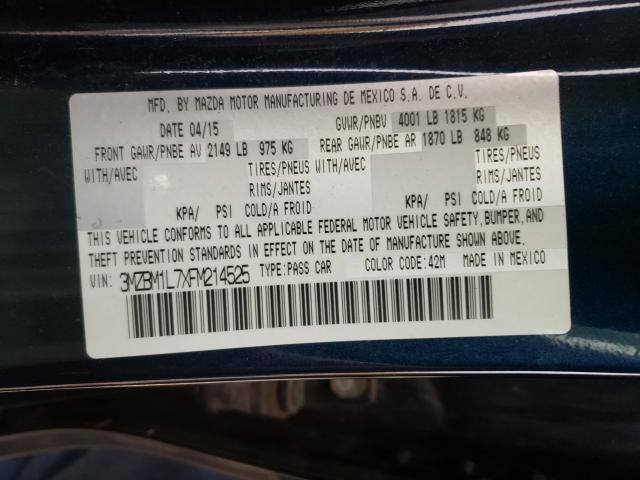 MFD. BY MAZDA MOTOR MANUFACTURING DE MEXICO S.A. DE C.V.
DATE 04/15 GVWR/PNBV 4001 LB 1815 KG
FRONT GAWR/PNBE AV 2149 LB 975 KG REAR GAWR/PNBE AR 1870 LB 848 KG
WITH/AVEC TIRES/PNEUS WITH/AVEC TIRES/PNEUS
RIMS/JANTES RIMS/JANTES
KPA/ PSI COLD/A FROID KPA/ PSI COLD/A FROID
THIS VEHICLE CONFORMS TO ALL APPLICABLE FEDERAL MOTOR VEHICLE SAFETY, BUMPER, AND
THEFT PREVENTION STANDARDS IN EFFECT ON THE DATE OF MANUFACTURE SHOWN ABOVE.
VIN: 3MZBM1L7XFM214525 TYPE:PASS CAR COLOR CODE:42M MADE IN MEXICO